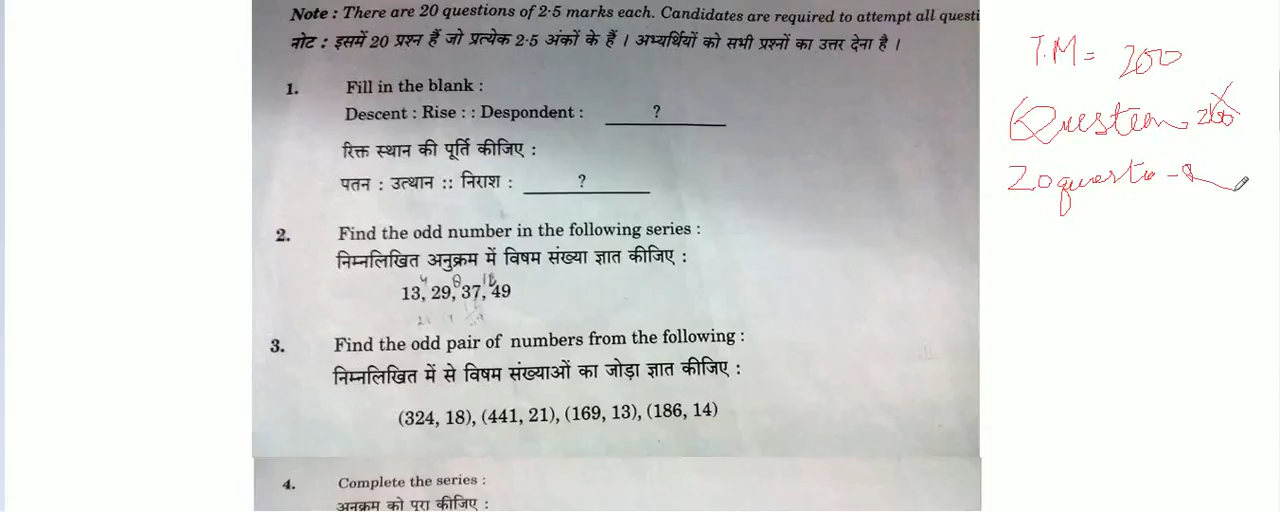 Note : There are 20 questions of 2·5 marks each. Candidates are required to attempt all questi
नोट : इसमें 20 प्रश्न हैं जो प्रत्येक 2·5 अंकों के हैं । अभ्यर्थियों को सभी प्रश्नों का उत्तर देना है ।
1. Fill in the blank :
Descent : Rise : : Despondent : ?
रिक्त स्थान की पूर्ति कीजिए :
पतन : उत्थान :: निराश : ?
2. Find the odd number in the following series :
निम्नलिखित अनुक्रम में विषम संख्या ज्ञात कीजिए :
13, 29, 37, 49
3. Find the odd pair of numbers from the following :
निम्नलिखित में से विषम संख्याओं का जोड़ा ज्ञात कीजिए :
(324, 18), (441, 21), (169, 13), (186, 14)
4. Complete the series :
अनुक्रम को पूरा कीजिए :
T.M = 200
Question
20 questio -